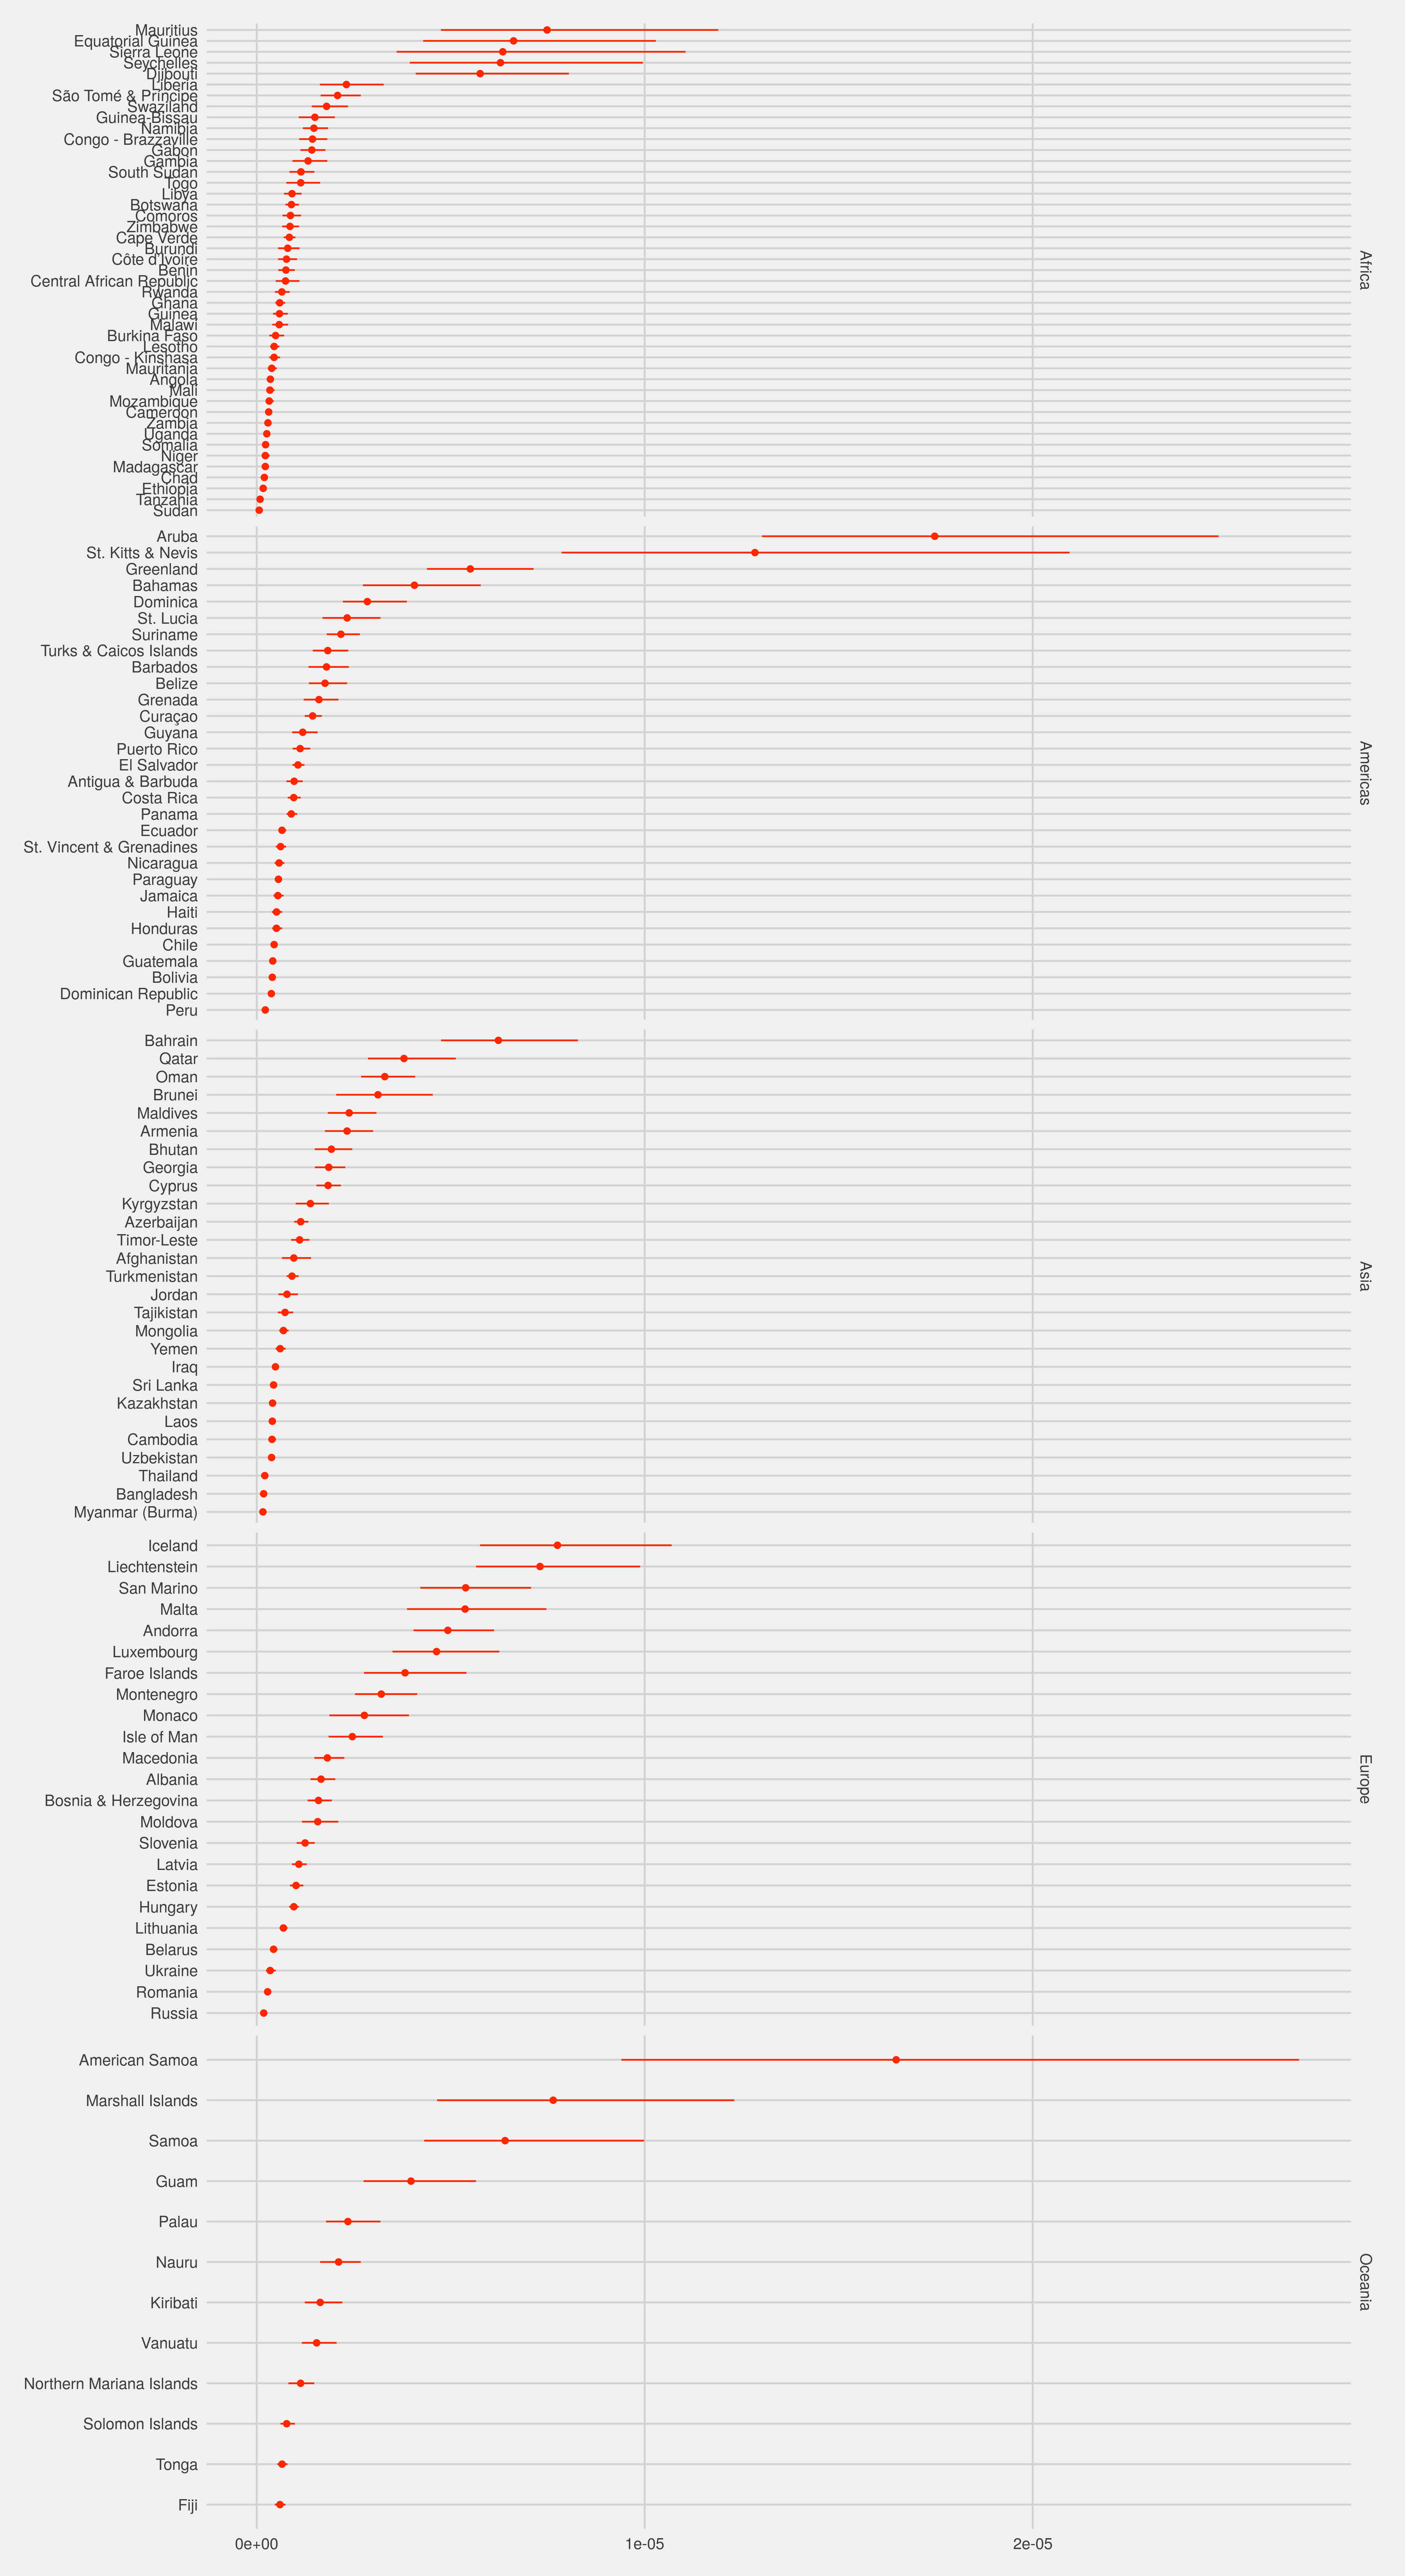 Mauritius
Equatorial Guinea
Sierra Leone
Seychelles
Djibouti
Liberia
São Tomé & Príncipe
Swaziland
Guinea-Bissau
Namibia
Congo - Brazzaville
Gabon
Gambia
South Sudan
Togo
Libya
Botswana
Comoros
Zimbabwe
Cape Verde
Burundi
Côte d'Ivoire
Benin
Central African Republic
Rwanda
Ghana
Guinea
Malawi
Burkina Faso
Lesotho
Congo - Kinshasa
Mauritania
Angola
Mali
Mozambique
Cameroon
Zambia
Uganda
Somalia
Niger
Madagascar
Chad
Ethiopia
Tanzania
Sudan
Africa
Aruba
St. Kitts & Nevis
Greenland
Bahamas
Dominica
St. Lucia
Suriname
Turks & Caicos Islands
Barbados
Belize
Grenada
Curaçao
Guyana
Puerto Rico
El Salvador
Antigua & Barbuda
Costa Rica
Panama
Ecuador
St. Vincent & Grenadines
Nicaragua
Paraguay
Jamaica
Haiti
Honduras
Chile
Guatemala
Bolivia
Dominican Republic
Peru
Americas
Bahrain
Qatar
Oman
Brunei
Maldives
Armenia
Bhutan
Georgia
Cyprus
Kyrgyzstan
Azerbaijan
Timor-Leste
Afghanistan
Turkmenistan
Jordan
Tajikistan
Mongolia
Yemen
Iraq
Sri Lanka
Kazakhstan
Laos
Cambodia
Uzbekistan
Thailand
Bangladesh
Myanmar (Burma)
Asia
Iceland
Liechtenstein
San Marino
Malta
Andorra
Luxembourg
Faroe Islands
Montenegro
Monaco
Isle of Man
Macedonia
Albania
Bosnia & Herzegovina
Moldova
Slovenia
Latvia
Estonia
Hungary
Lithuania
Belarus
Ukraine
Romania
Russia
Europe
American Samoa
Marshall Islands
Samoa
Guam
Palau
Nauru
Kiribati
Vanuatu
Northern Mariana Islands
Solomon Islands
Tonga
Fiji
Oceania
0e+00 1e-05 2e-05